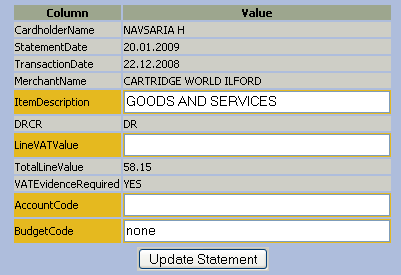 Column Value
CardholderName NAVSARIA H
StatementDate 20.01.2009
TransactionDate 22.12.2008
MerchantName CARTRIDGE WORLD ILFORD
ItemDescription GOODS AND SERVICES
DRCR DR
LineVATValue
TotalLineValue 58.15
VATEvidenceRequired YES
AccountCode
BudgetCode none
Update Statement